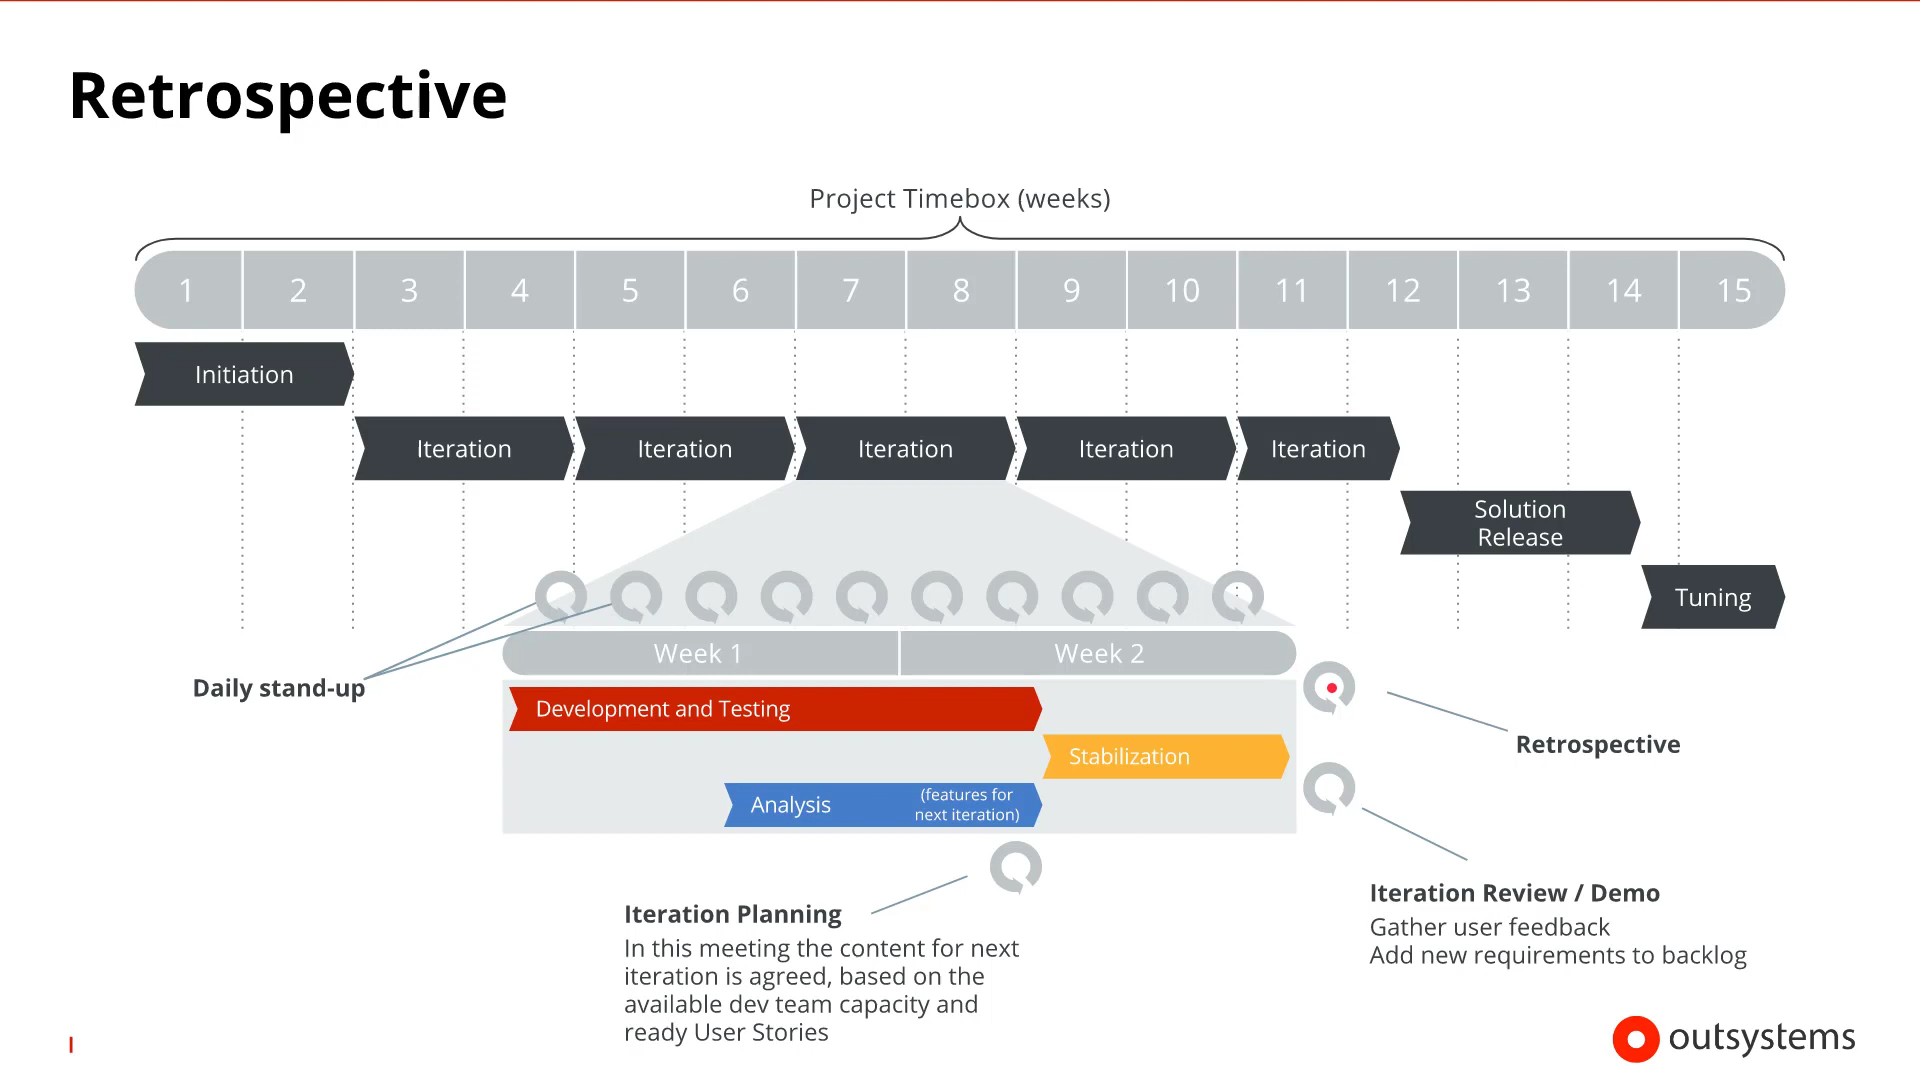 Retrospective
Project Timebox (weeks)
1 2 3 4 5 6 7 8 9 10 11 12 13 14 15
Initiation
Iteration Iteration Iteration Iteration Iteration
Solution
Release
Tuning
Week 1 Week 2
Daily stand-up
Development and Testing
Retrospective
Stabilization
Analysis
(features for
next iteration)
Iteration Planning
In this meeting the content for next
iteration is agreed, based on the
available dev team capacity and
ready User Stories
Iteration Review / Demo
Gather user feedback
Add new requirements to backlog
I
outsystems